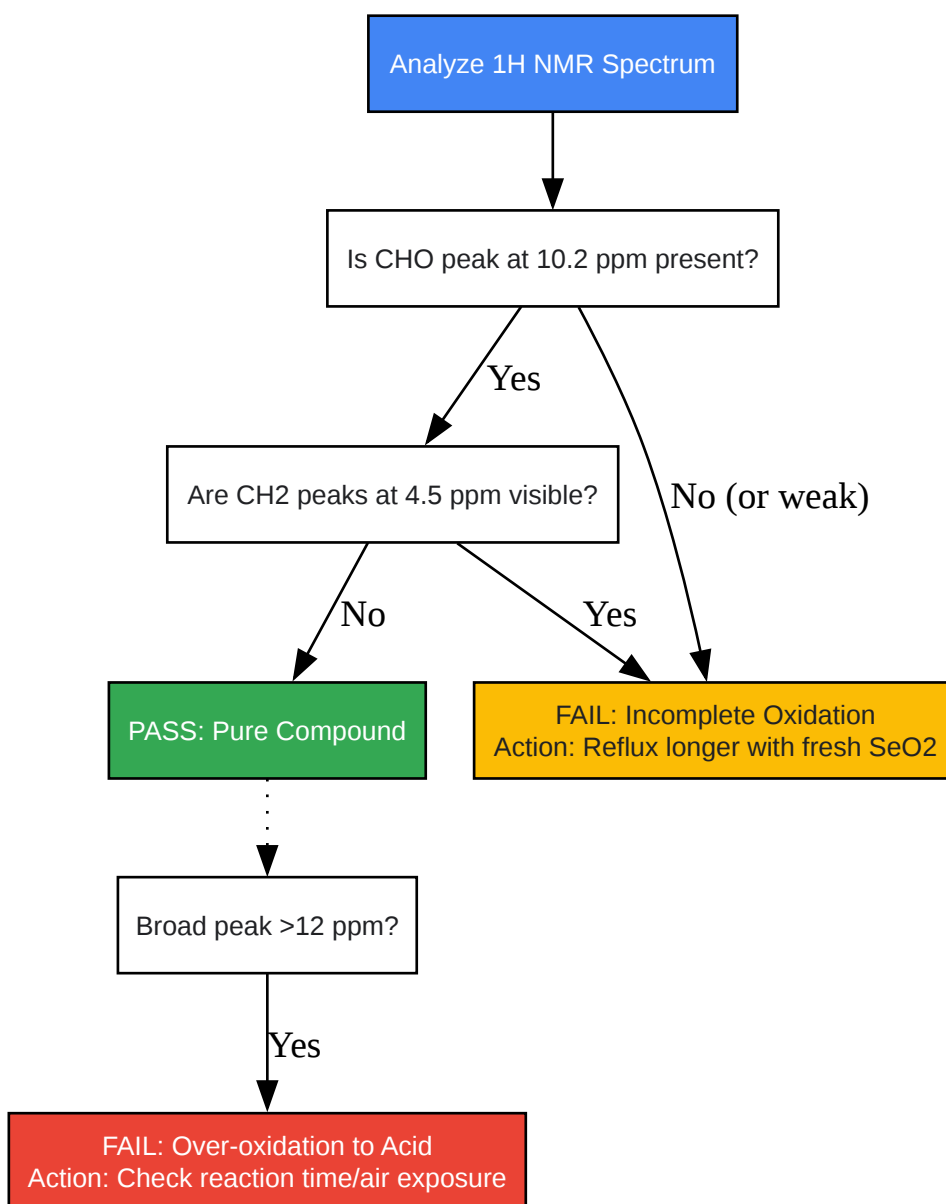 Analyze 1H NMR Spectrum
Is CHO peak at 10.2 ppm present?
Yes
No (or weak)
Are CH2 peaks at 4.5 ppm visible?
No
Yes
PASS: Pure Compound
FAIL: Incomplete Oxidation
Action: Reflux longer with fresh SeO2
Broad peak >12 ppm?
Yes
FAIL: Over-oxidation to Acid
Action: Check reaction time/air exposure